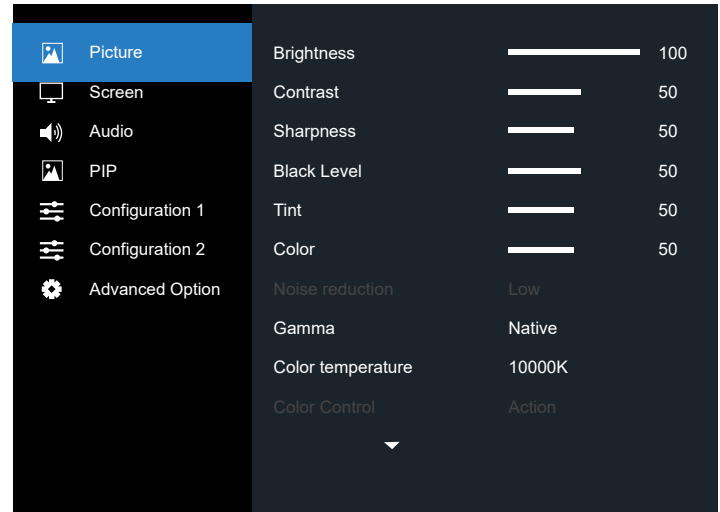 Picture
Screen
Audio
PIP
Configuration 1
Configuration 2
Advanced Option
Brightness 100
Contrast 50
Sharpness 50
Black Level 50
Tint 50
Color 50
Noise reduction Low
Gamma Native
Color temperature 10000K
Color Control Action